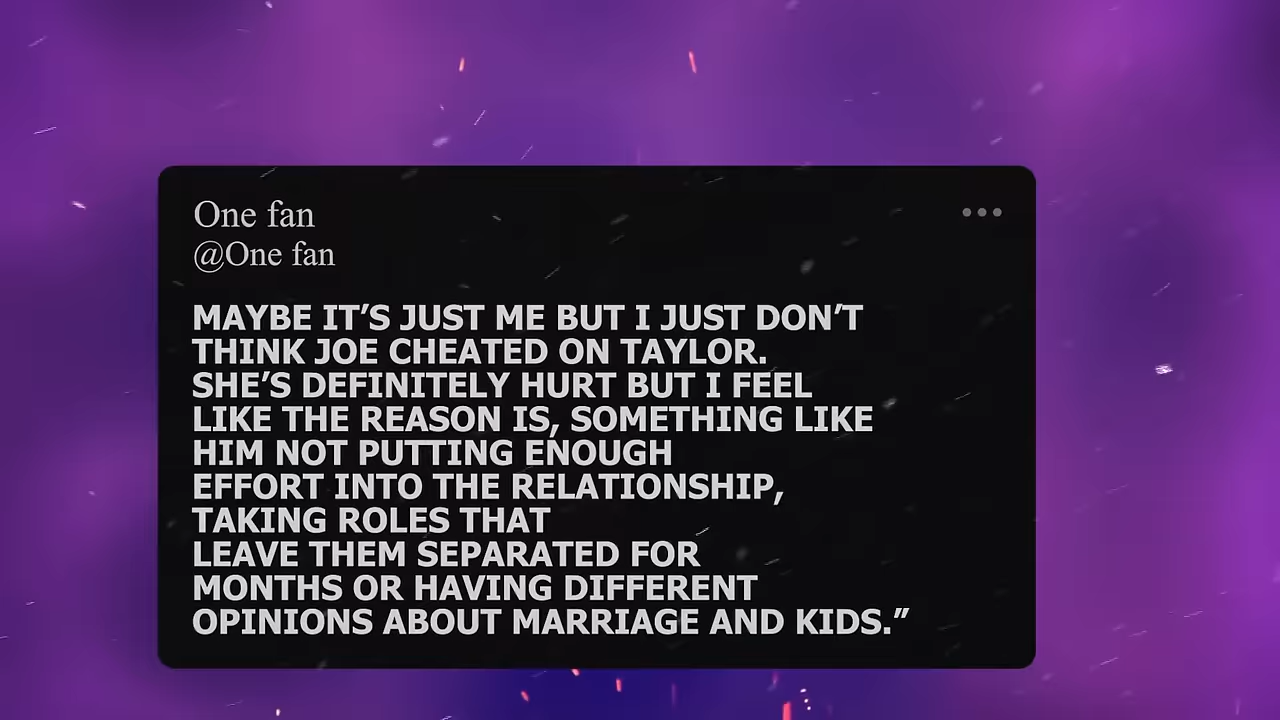 One fan
@One fan
MAYBE IT’S JUST ME BUT I JUST DON’T
THINK JOE CHEATED ON TAYLOR.
SHE’S DEFINITELY HURT BUT I FEEL
LIKE THE REASON IS, SOMETHING LIKE
HIM NOT PUTTING ENOUGH
EFFORT INTO THE RELATIONSHIP,
TAKING ROLES THAT
LEAVE THEM SEPARATED FOR
MONTHS OR HAVING DIFFERENT
OPINIONS ABOUT MARRIAGE AND KIDS.”